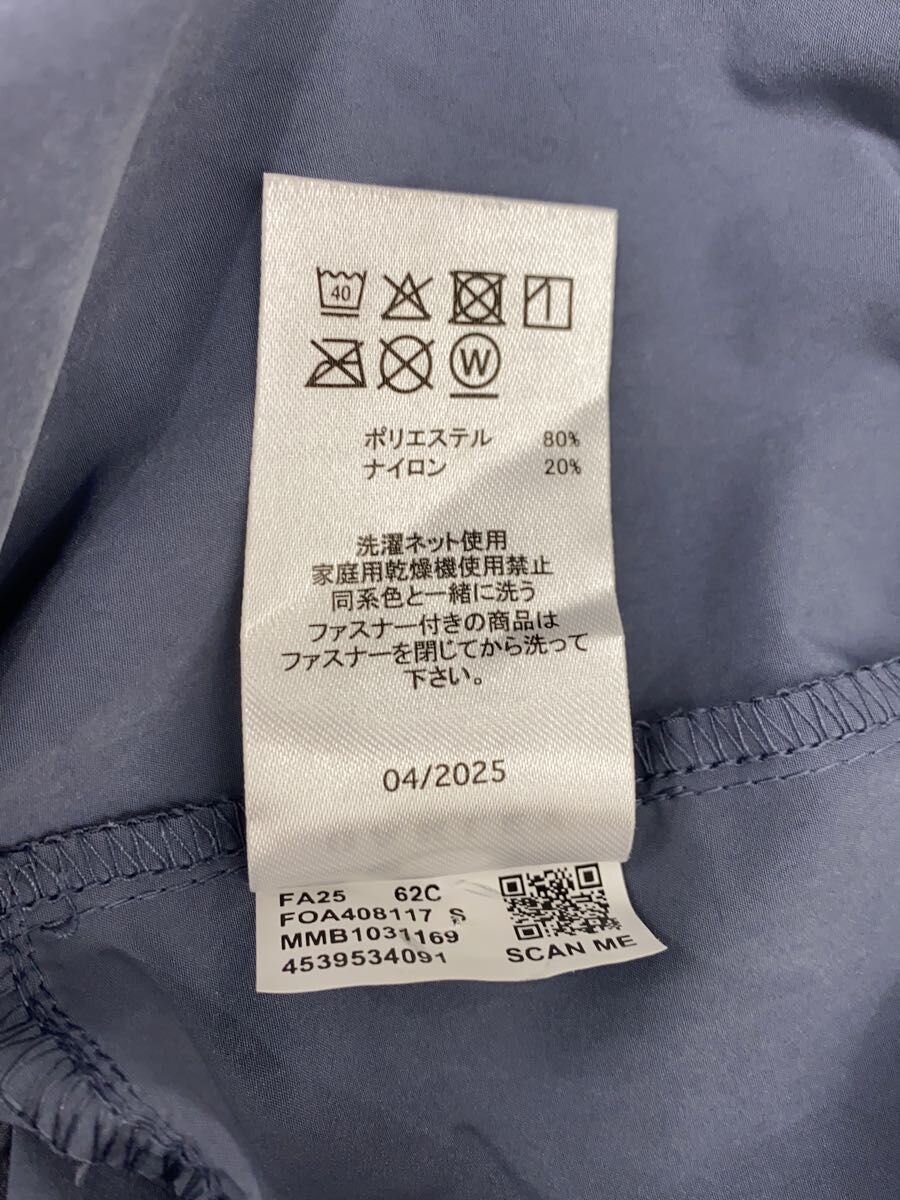 40
W
ポリエステル 80%
ナイロン 20%
洗濯ネット使用
家庭用乾燥機使用禁止
同系色と一緒に洗う
ファスナー付きの商品は
ファスナーを閉じてから洗って
下さい。
04/2025
FA25 62C
FOA408117 S
MMB1031169
4539534091
SCAN ME